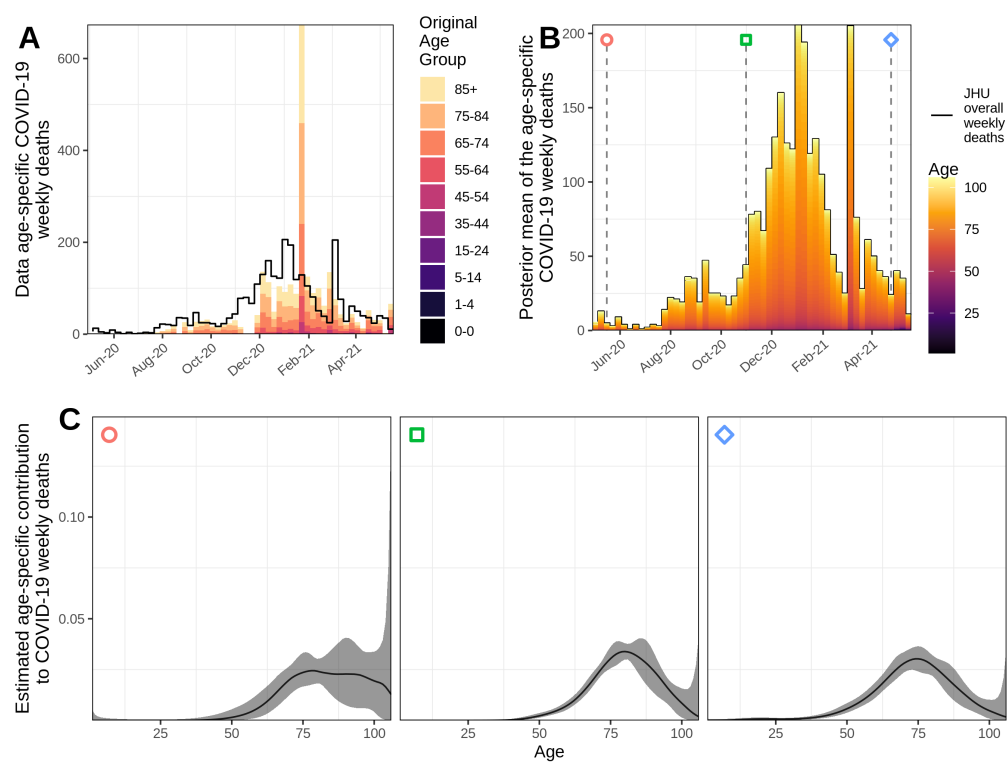 A
Data age-specific COVID-19
weekly deaths
600
400
200
0
Jun-20
Aug-20
Oct-20
Dec-20
Feb-21
Apr-21
Original
Age
Group
85+
75-84
65-74
55-64
45-54
35-44
15-24
5-14
1-4
0-0
B
Posterior mean of the age-specific
COVID-19 weekly deaths
200
150
100
50
0
Jun-20
Aug-20
Oct-20
Dec-20
Feb-21
Apr-21
JHU
overall
weekly
deaths
Age
100
75
50
25
C
Estimated age-specific contribution
to COVID-19 weekly deaths
0.10
0.05
25
50
75
100
25
50
75
100
25
50
75
100
Age